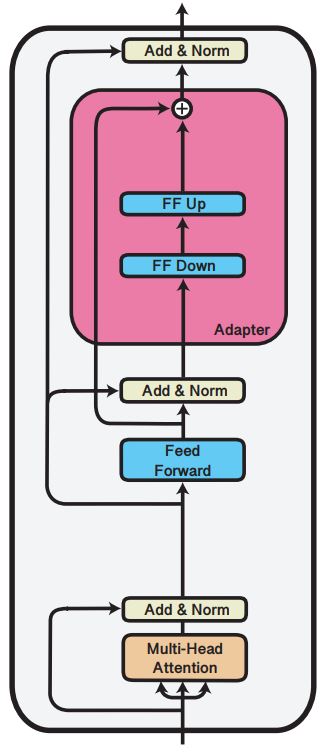 Add & Norm
FF Up
FF Down
Adapter
Add & Norm
Feed
Forward
Add & Norm
Multi-Head
Attention